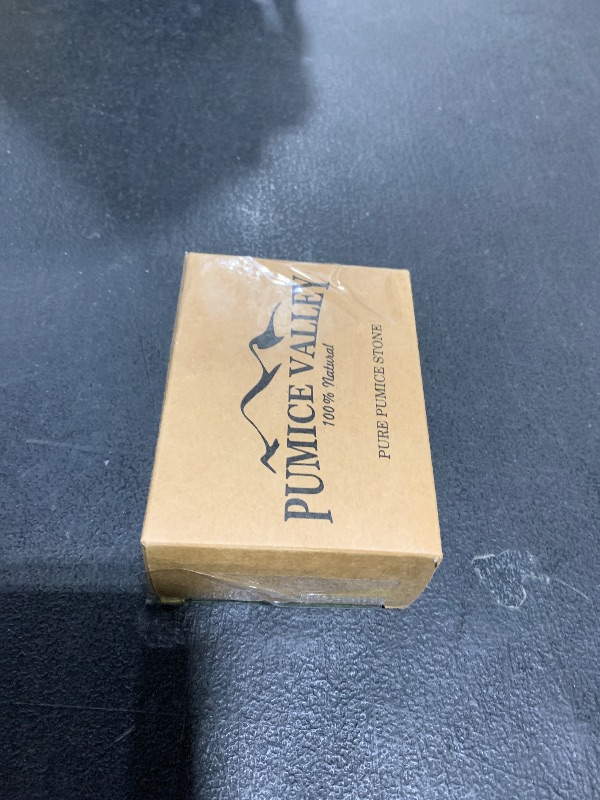 PUMICE VALLEY
100% Natural
PURE PUMICE STONE